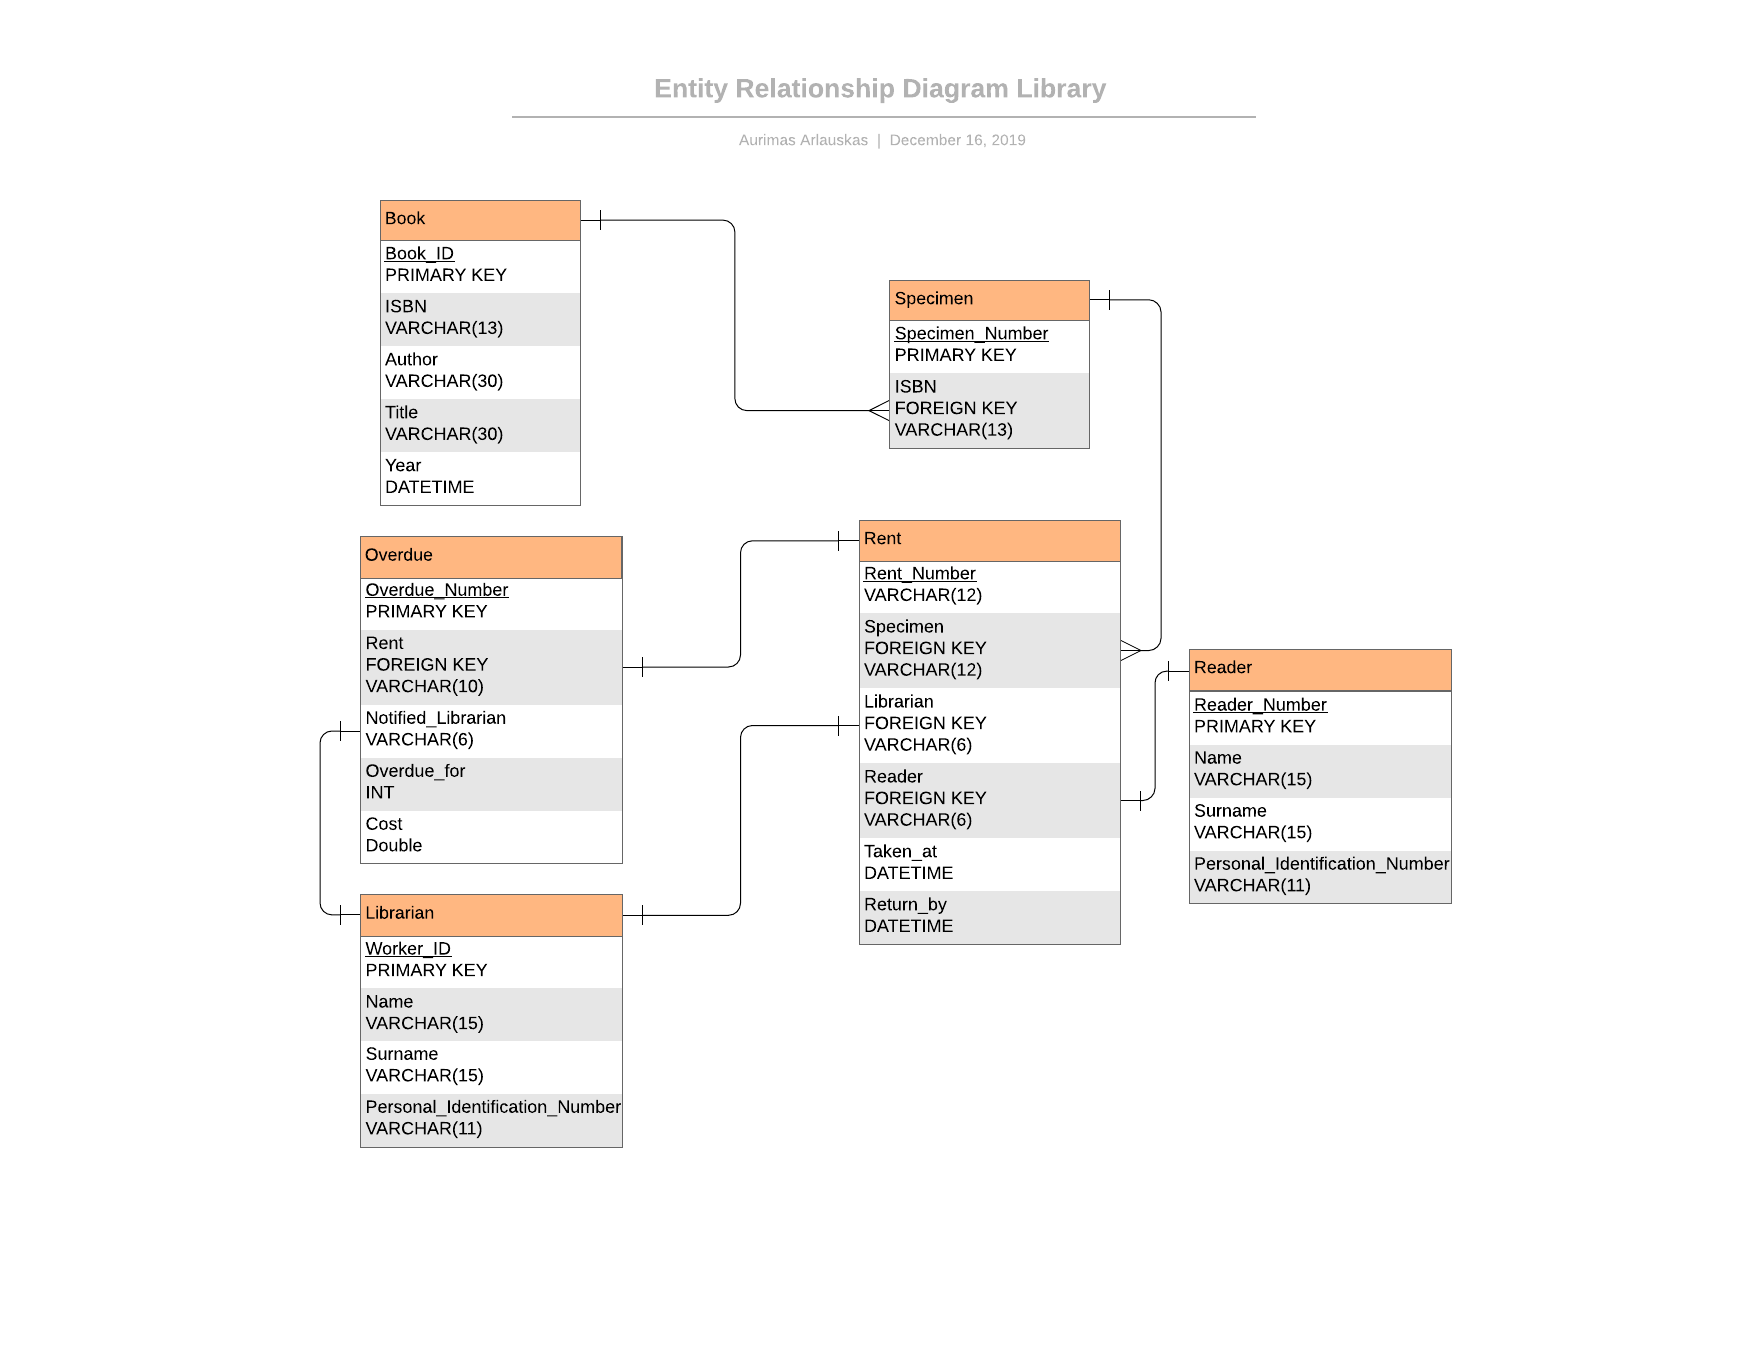 Entity Relationship Diagram Library
Aurimas Arlauskas | December 16, 2019
Book
Book_ID
PRIMARY KEY
ISBN
VARCHAR(13)
Author
VARCHAR(30)
Title
VARCHAR(30)
Year
DATETIME
Specimen
Specimen_Number
PRIMARY KEY
ISBN
FOREIGN KEY
VARCHAR(13)
Overdue
Overdue_Number
PRIMARY KEY
Rent
FOREIGN KEY
VARCHAR(10)
Notified_Librarian
VARCHAR(6)
Overdue_for
INT
Cost
Double
Rent
Rent_Number
VARCHAR(12)
Specimen
FOREIGN KEY
VARCHAR(12)
Librarian
FOREIGN KEY
VARCHAR(6)
Reader
FOREIGN KEY
VARCHAR(6)
Taken_at
DATETIME
Return_by
DATETIME
Reader
Reader_Number
PRIMARY KEY
Name
VARCHAR(15)
Surname
VARCHAR(15)
Personal_Identification_Number
VARCHAR(11)
Librarian
Worker_ID
PRIMARY KEY
Name
VARCHAR(15)
Surname
VARCHAR(15)
Personal_Identification_Number
VARCHAR(11)